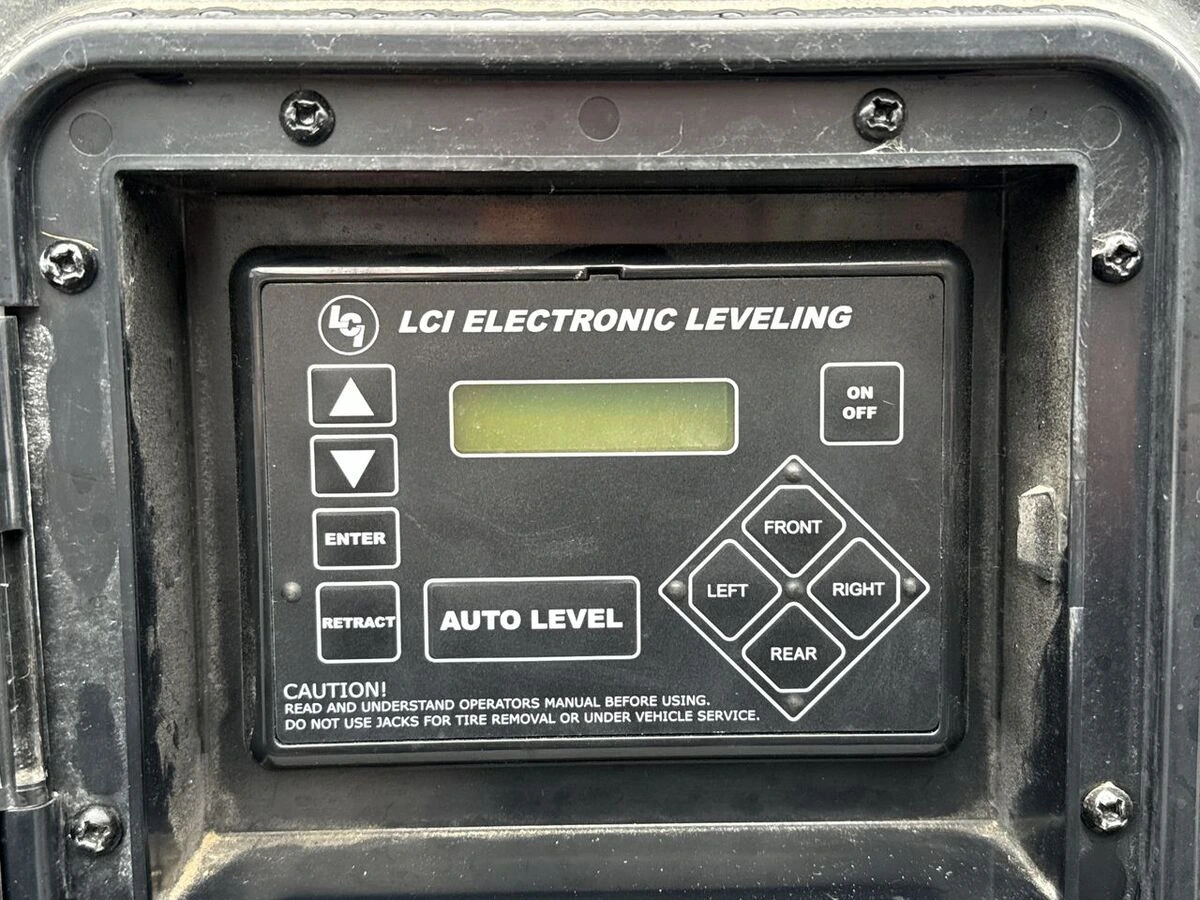 LCI
LCI ELECTRONIC LEVELING
ON
OFF
ENTER
RETRACT
AUTO LEVEL
FRONT
LEFT
RIGHT
REAR
CAUTION!
READ AND UNDERSTAND OPERATORS MANUAL BEFORE USING.
DO NOT USE JACKS FOR TIRE REMOVAL OR UNDER VEHICLE SERVICE.